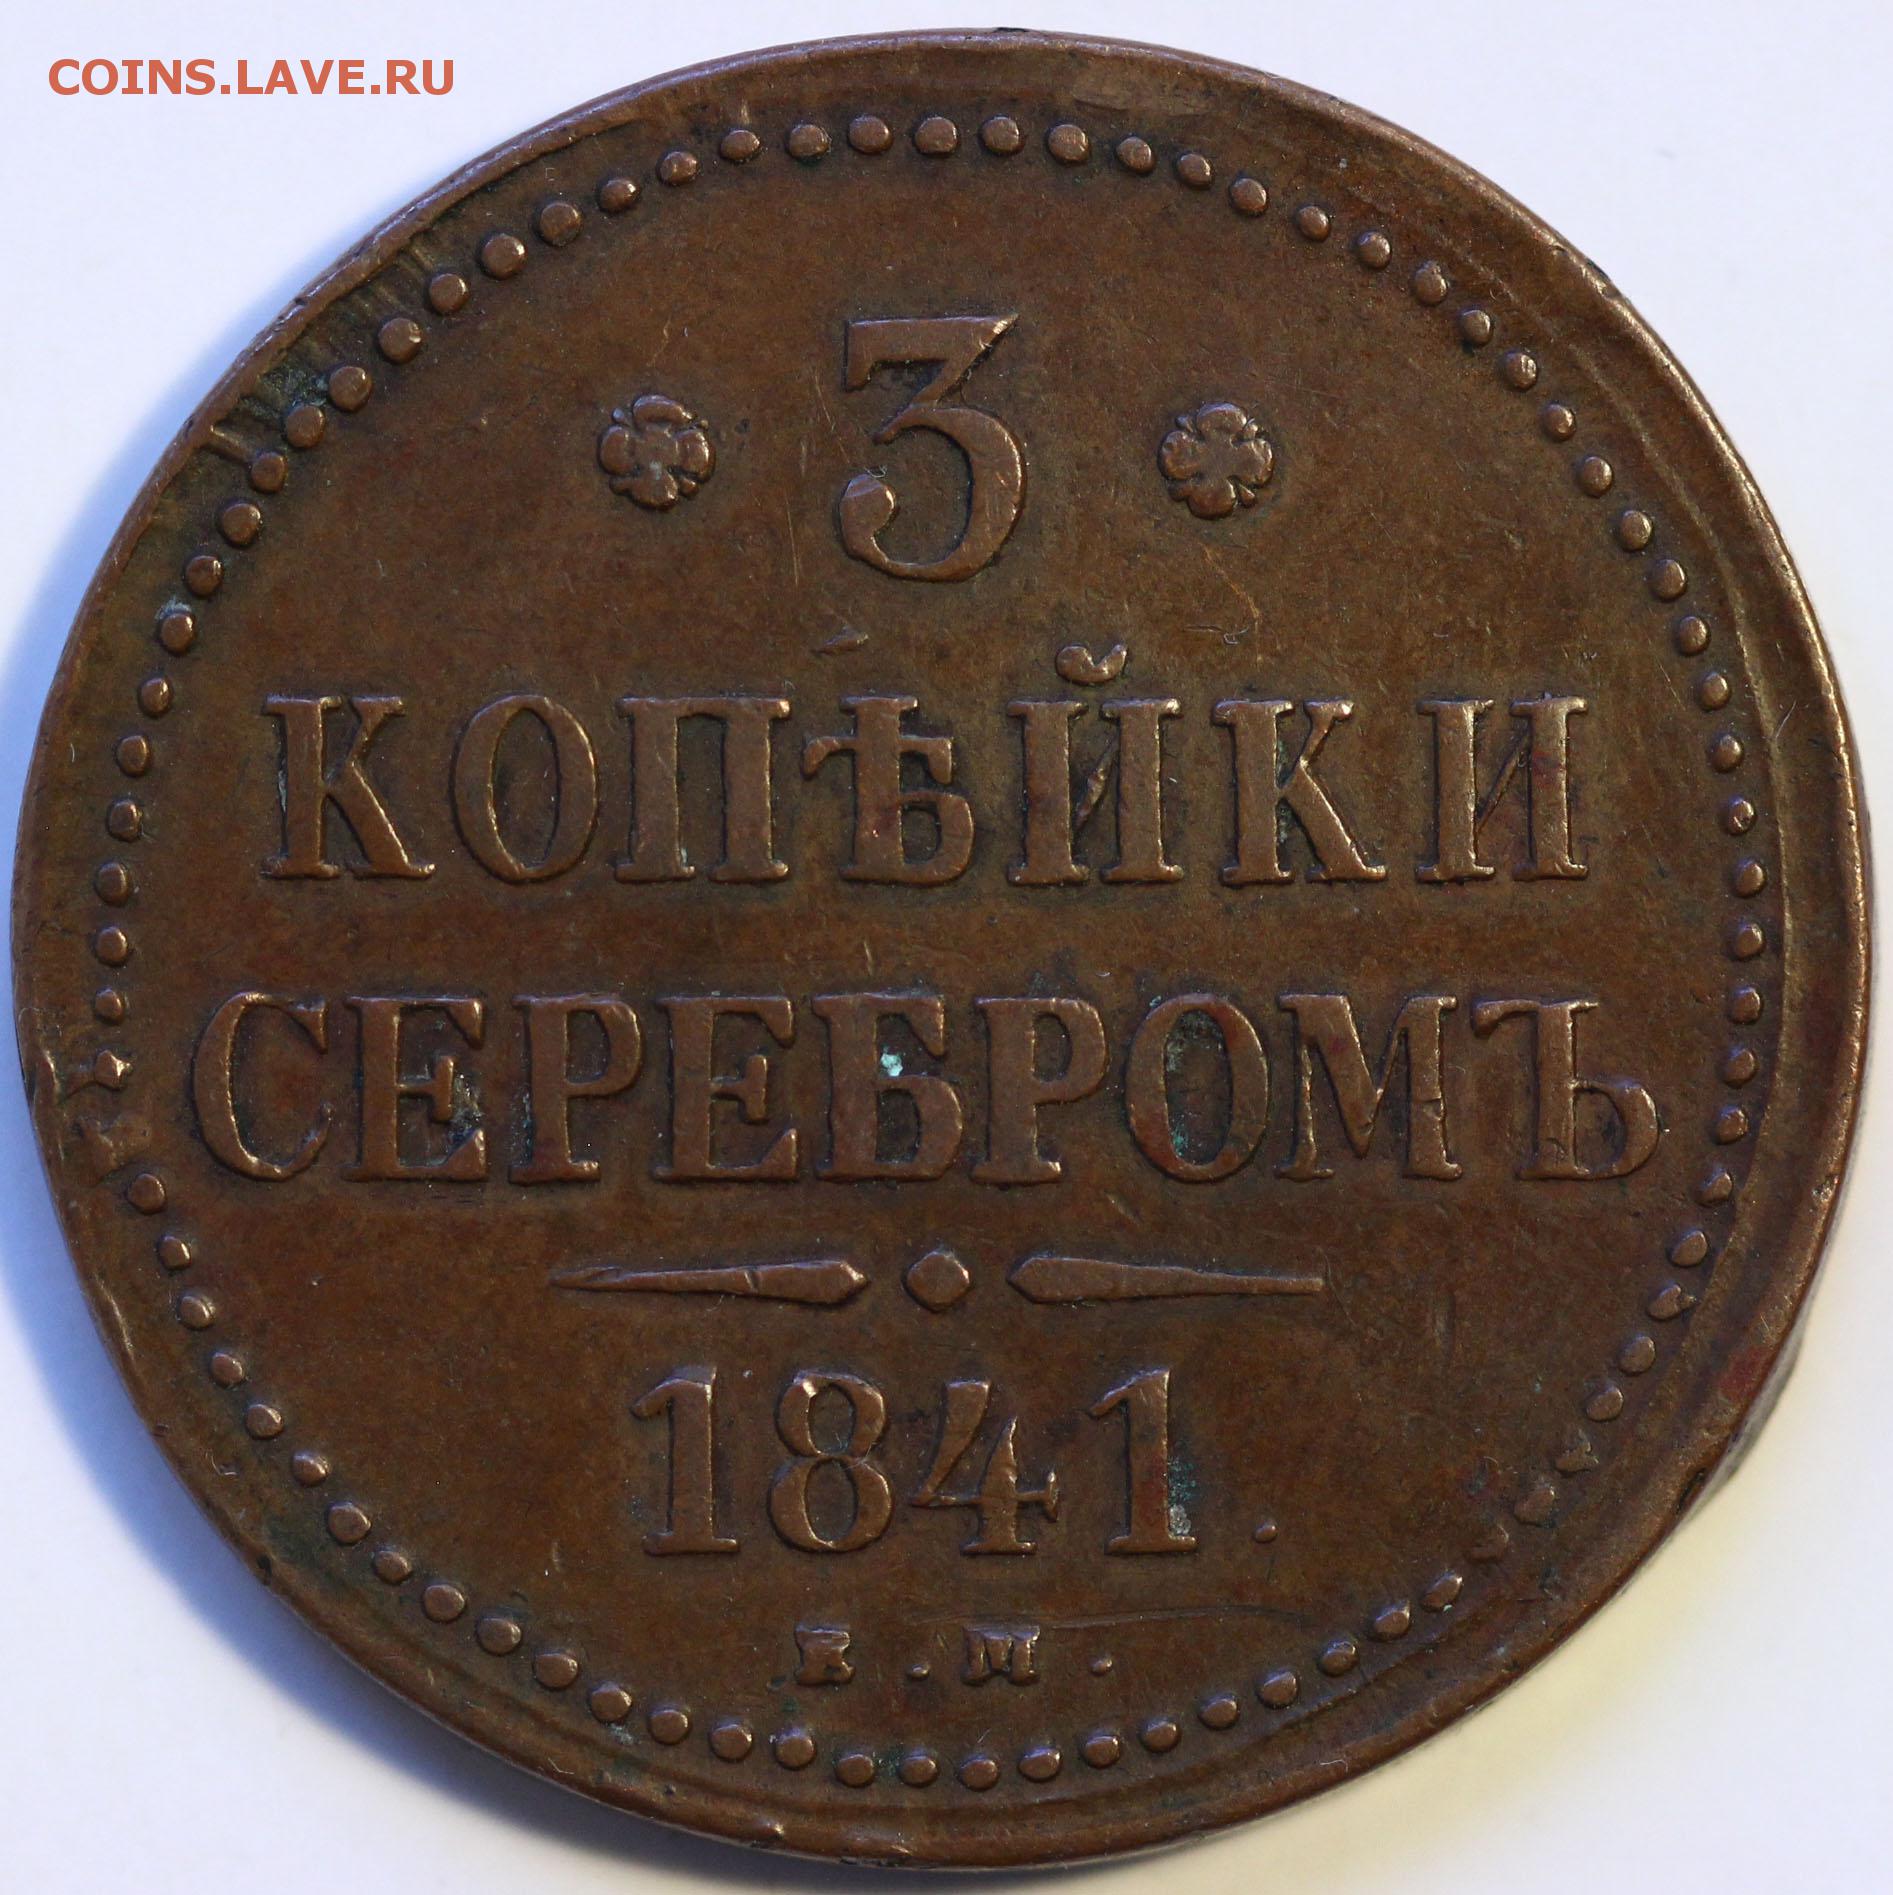 COINS.LAVE.RU
3
КОПѢЙКИ
СЕРЕБРОМЪ
1841.
Е.М.